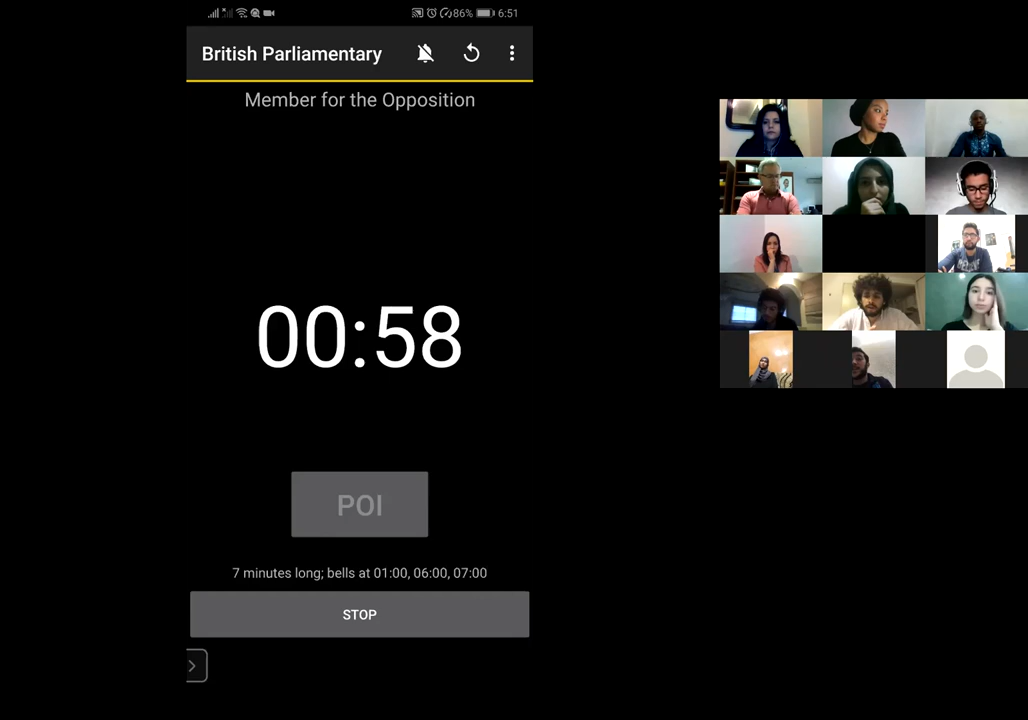 86% 6:51
British Parliamentary
Member for the Opposition
00:58
POI
7 minutes long; bells at 01:00, 06:00, 07:00
STOP